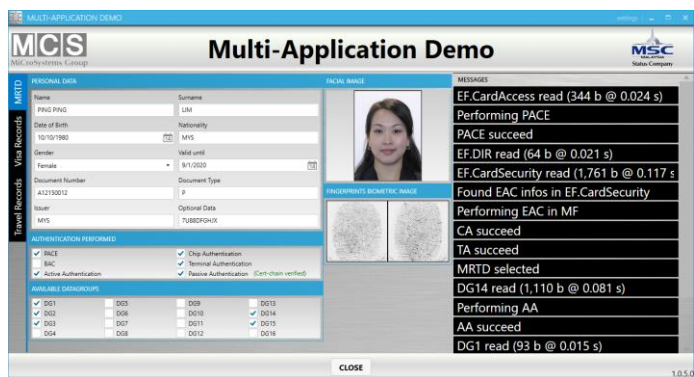 MULTI-APPLICATION DEMO
settings
MCS
MiCroSystems Group
Multi-Application Demo
MSC
MALAYSIA
Status Company
MRTD
Visa Records
Travel Records
PERSONAL DATA
Name
Surname
PING PING
LIM
Date of Birth
Nationality
10/10/1980
MYS
Gender
Valid until
Female
9/1/2020
Document Number
Document Type
A12150012
P
Issuer
Optional Data
MYS
7U88DFGHJX
AUTHENTICATION PERFORMED
PACE
Chip Authentication
BAC
Terminal Authentication
Active Authentication
Passive Authentication (Cert-chain verified)
AVAILABLE DATAGROUPS
DG1 DG5 DG9 DG13
DG2 DG6 DG10 DG14
DG3 DG7 DG11 DG15
DG4 DG8 DG12 DG16
FACIAL IMAGE
FINGERPRINTS BIOMETRIC IMAGE
MESSAGES
EF.CardAccess read (344 b @ 0.024 s)
Performing PACE
PACE succeed
EF.DIR read (64 b @ 0.021 s)
EF.CardSecurity read (1,761 b @ 0.117 s
Found EAC infos in EF.CardSecurity
Performing EAC in MF
CA succeed
TA succeed
MRTD selected
DG14 read (1,110 b @ 0.081 s)
Performing AA
AA succeed
DG1 read (93 b @ 0.015 s)
CLOSE
1.0.5.0